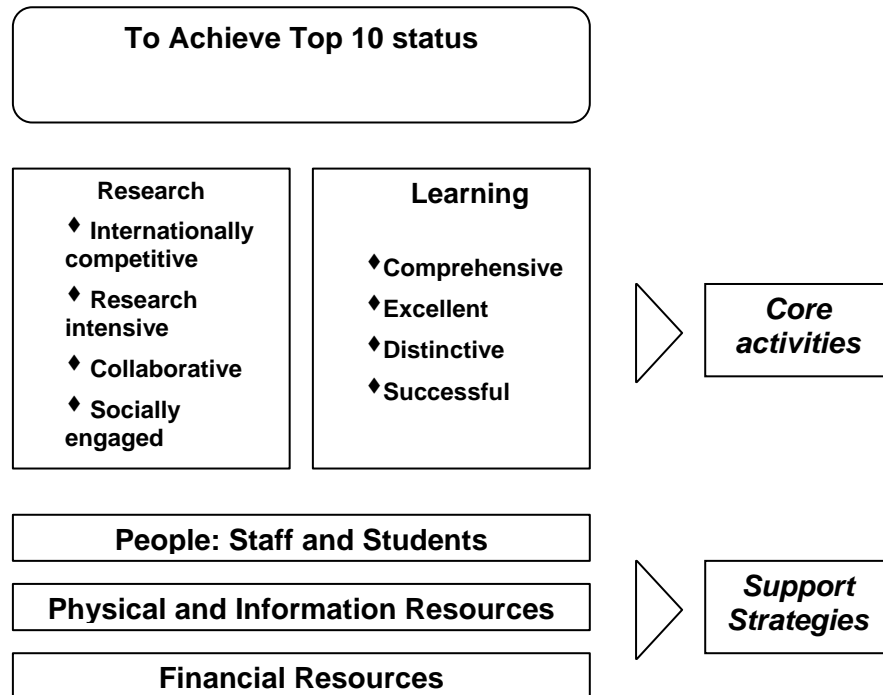 To Achieve Top 10 status
Research
♦ Internationally
competitive
♦ Research
intensive
♦ Collaborative
♦ Socially
engaged
Learning
♦Comprehensive
♦Excellent
♦Distinctive
♦Successful
Core
activities
People: Staff and Students
Physical and Information Resources
Financial Resources
Support
Strategies